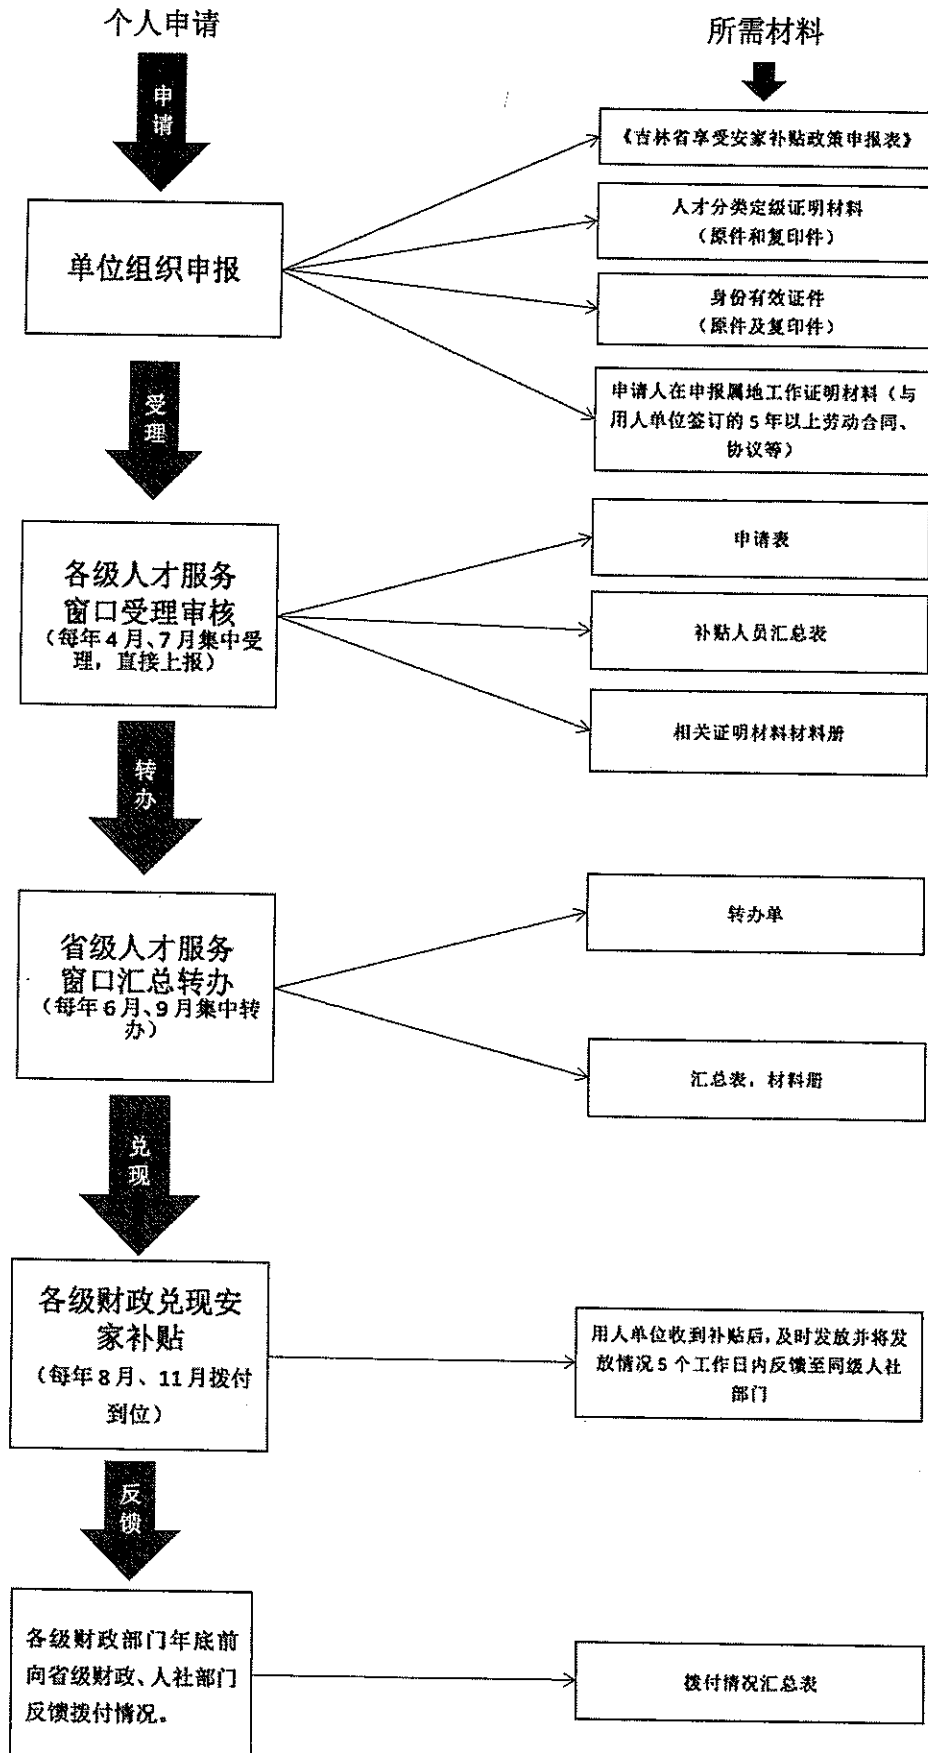 个人申请
所需材料
申
请
《吉林省享受安家补贴政策申报表》
人才分类定级证明材料
（原件和复印件）
单位组织申报
身份有效证件
（原件及复印件）
受
理
申请人在申报属地工作证明材料（与
用人单位签订的5年以上劳动合同、
协议等）
各级人才服务
窗口受理审核
（每年4月、7月集中受
理，直接上报）
申请表
补贴人员汇总表
相关证明材料材料册
转
办
省级人才服务
窗口汇总转办
（每年6月、9月集中转
办）
转办单
汇总表，材料册
兑
现
各级财政兑现安
家补贴
（每年8月、11月拨付
到位）
用人单位收到补贴后，及时发放并将发
放情况5个工作日内反馈至同级人社
部门
反
馈
各级财政部门年底前
向省级财政、人社部门
反馈拨付情况。
拨付情况汇总表